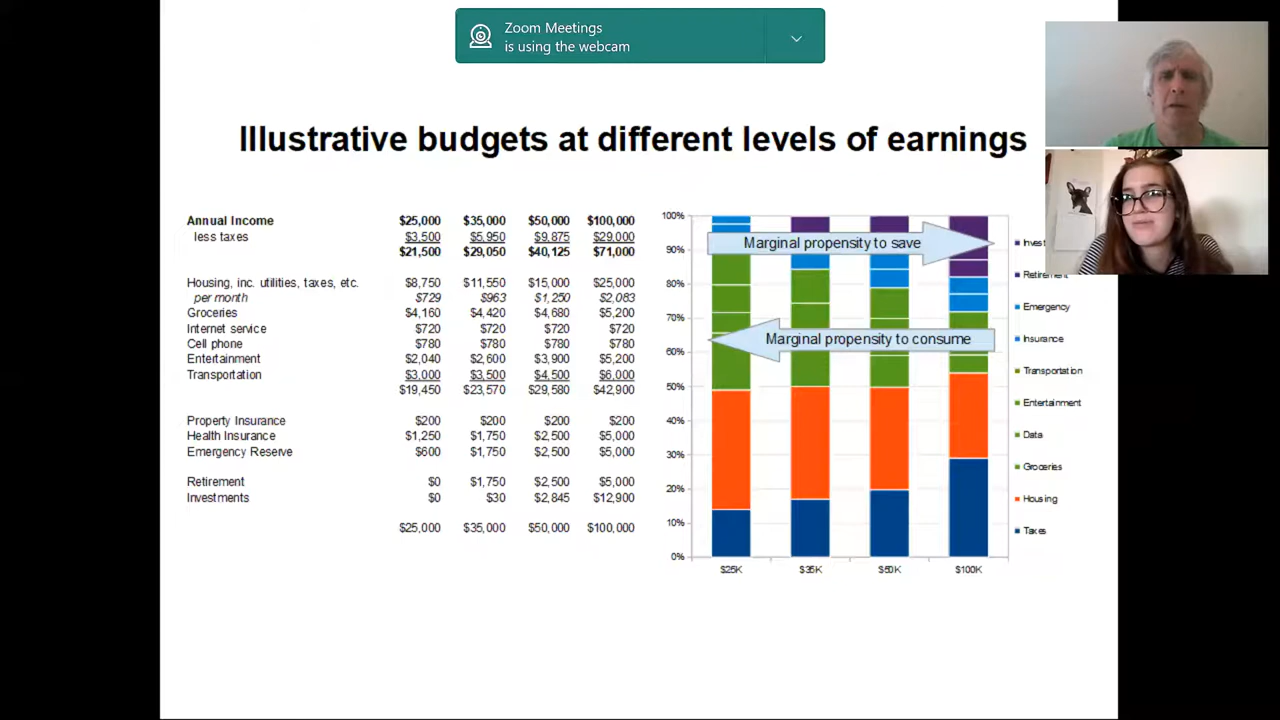 Zoom Meetings
is using the webcam
Illustrative budgets at different levels of earnings
Annual Income $25,000 $35,000 $50,000 $100,000
less taxes $3,500 $5,950 $9,875 $29,000
$21,500 $29,050 $40,125 $71,000
Housing, inc. utilities, taxes, etc. $8,750 $11,550 $15,000 $25,000
per month $729 $963 $1,250 $2,083
Groceries $4,160 $4,420 $4,680 $5,200
Internet service $720 $720 $720 $720
Cell phone $780 $780 $780 $780
Entertainment $2,040 $2,600 $3,900 $5,200
Transportation $3,000 $3,500 $4,500 $6,000
$19,450 $23,570 $29,580 $42,900
Property Insurance $200 $200 $200 $200
Health Insurance $1,250 $1,750 $2,500 $5,000
Emergency Reserve $600 $1,750 $2,500 $5,000
Retirement $0 $1,750 $2,500 $5,000
Investments $0 $30 $2,845 $12,900
$25,000 $35,000 $50,000 $100,000
100%
90%
80%
70%
60%
50%
40%
30%
20%
10%
0%
Marginal propensity to save
Marginal propensity to consume
$25K $35K $50K $100K
Invest
Retirement
Emergency
Insurance
Transportation
Entertainment
Data
Groceries
Housing
Taxes